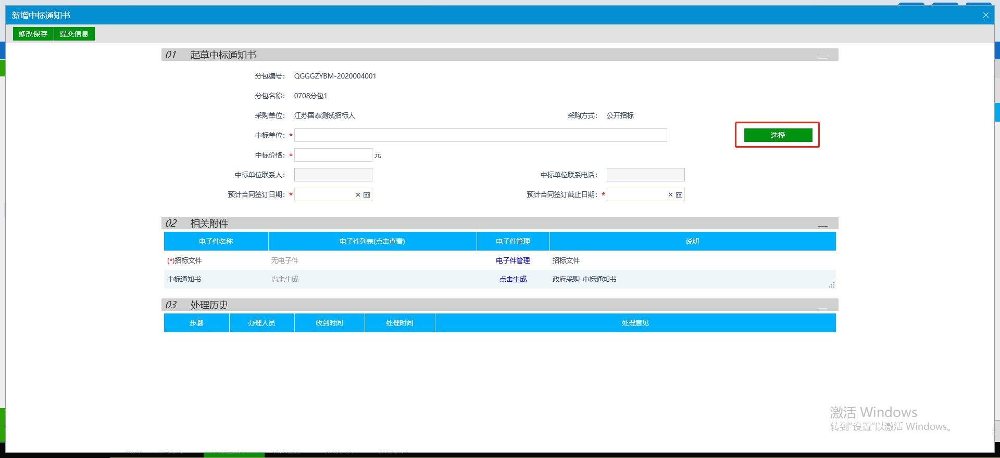 新增中标通知书
修改保存 提交信息
01 起草中标通知书
分包编号： QGGGZYBM-2020004001
分包名称： 0708分包1
采购单位： 江苏国泰测试招标人 采购方式： 公开招标
中标单位：* 选择
中标价格：* 元
中标单位联系人： 中标单位联系电话：
预计合同签订日期：* 预计合同签订截止日期：*
02 相关附件
电子件名称 电子件列表(点击查看) 电子件管理 说明
(*)招标文件 无电子件 电子件管理 招标文件
中标通知书 尚未生成 点击生成 政府采购-中标通知书
03 处理历史
步骤 办理人员 收到时间 处理时间 处理意见
激活 Windows
转到"设置"以激活 Windows。